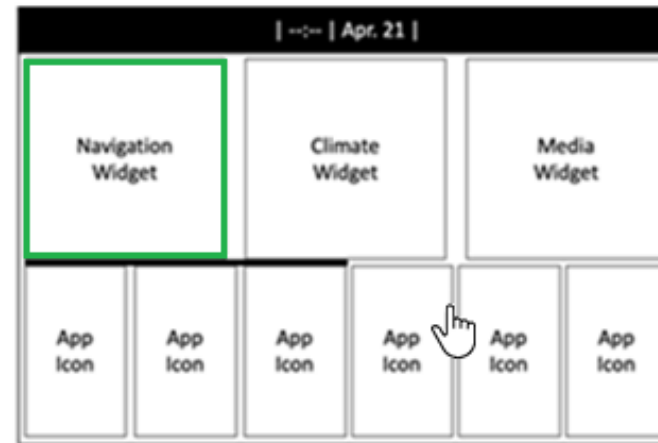 | --:-- | Apr. 21 |
Navigation
Widget
Climate
Widget
Media
Widget
App
Icon
App
Icon
App
Icon
App
Icon
App
Icon
App
Icon